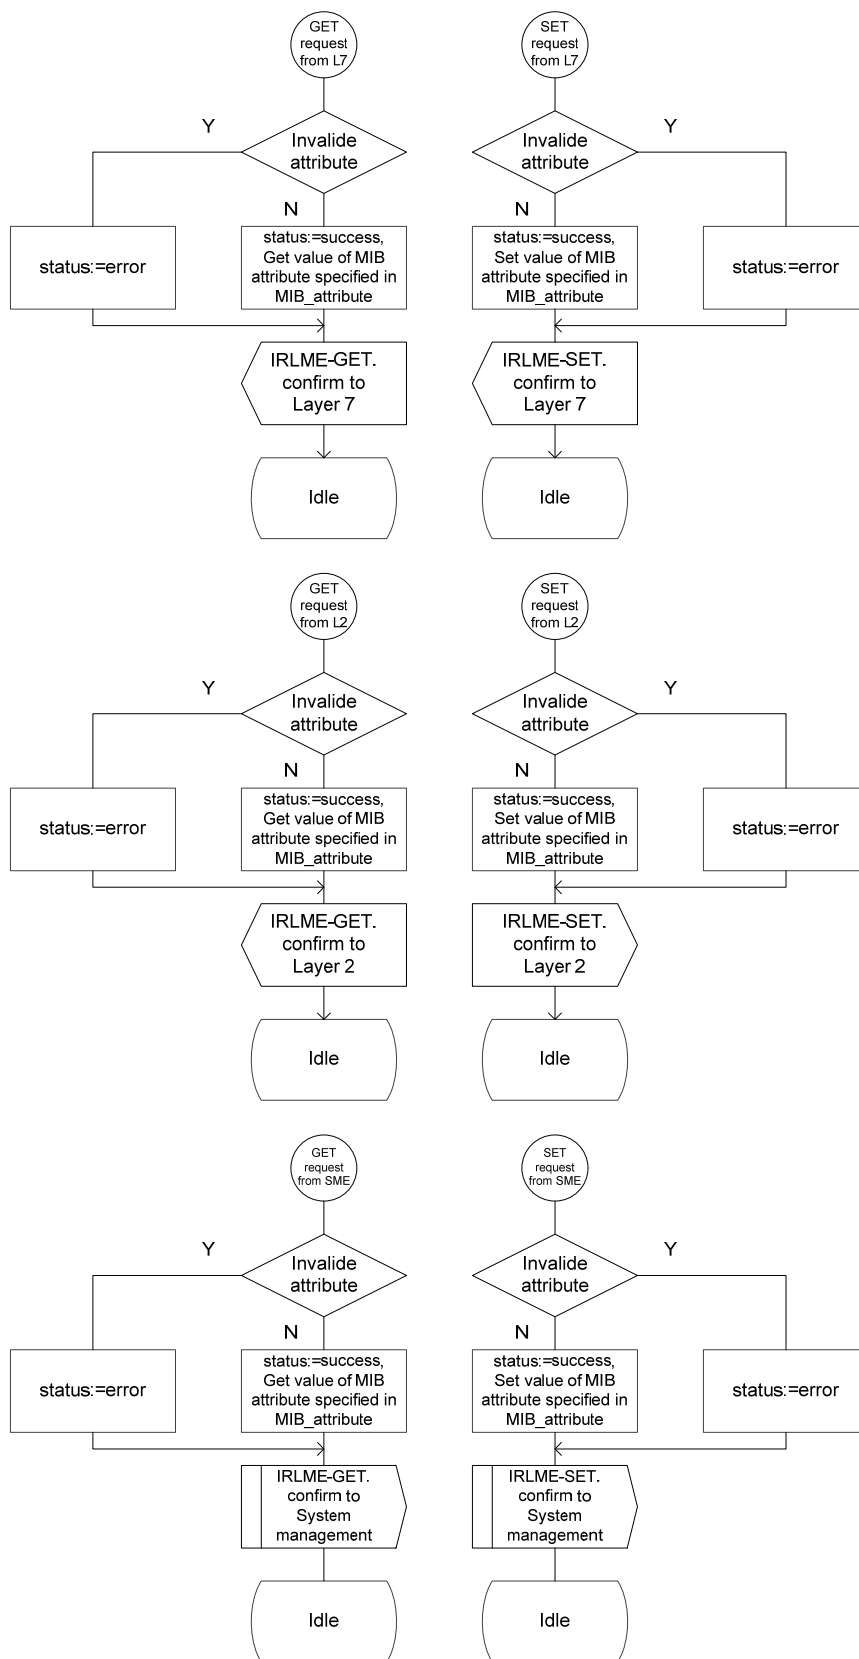 GET
request
from L7
SET
request
from L7
Y
Invalide
attribute
Invalide
attribute
Y
N
N
status:=error
status:=success,
Get value of MIB
attribute specified in
MIB_attribute
status:=success,
Set value of MIB
attribute specified in
MIB_attribute
status:=error
IRLME-GET.
confirm to
Layer 7
IRLME-SET.
confirm to
Layer 7
Idle
Idle
GET
request
from L2
SET
request
from L2
Y
Invalide
attribute
Invalide
attribute
Y
N
N
status:=error
status:=success,
Get value of MIB
attribute specified in
MIB_attribute
status:=success,
Set value of MIB
attribute specified in
MIB_attribute
status:=error
IRLME-GET.
confirm to
Layer 2
IRLME-SET.
confirm to
Layer 2
Idle
Idle
GET
request
from SME
SET
request
from SME
Y
Invalide
attribute
Invalide
attribute
Y
N
N
status:=error
status:=success,
Get value of MIB
attribute specified in
MIB_attribute
status:=success,
Set value of MIB
attribute specified in
MIB_attribute
status:=error
IRLME-GET.
confirm to
System
management
IRLME-SET.
confirm to
System
management
Idle
Idle